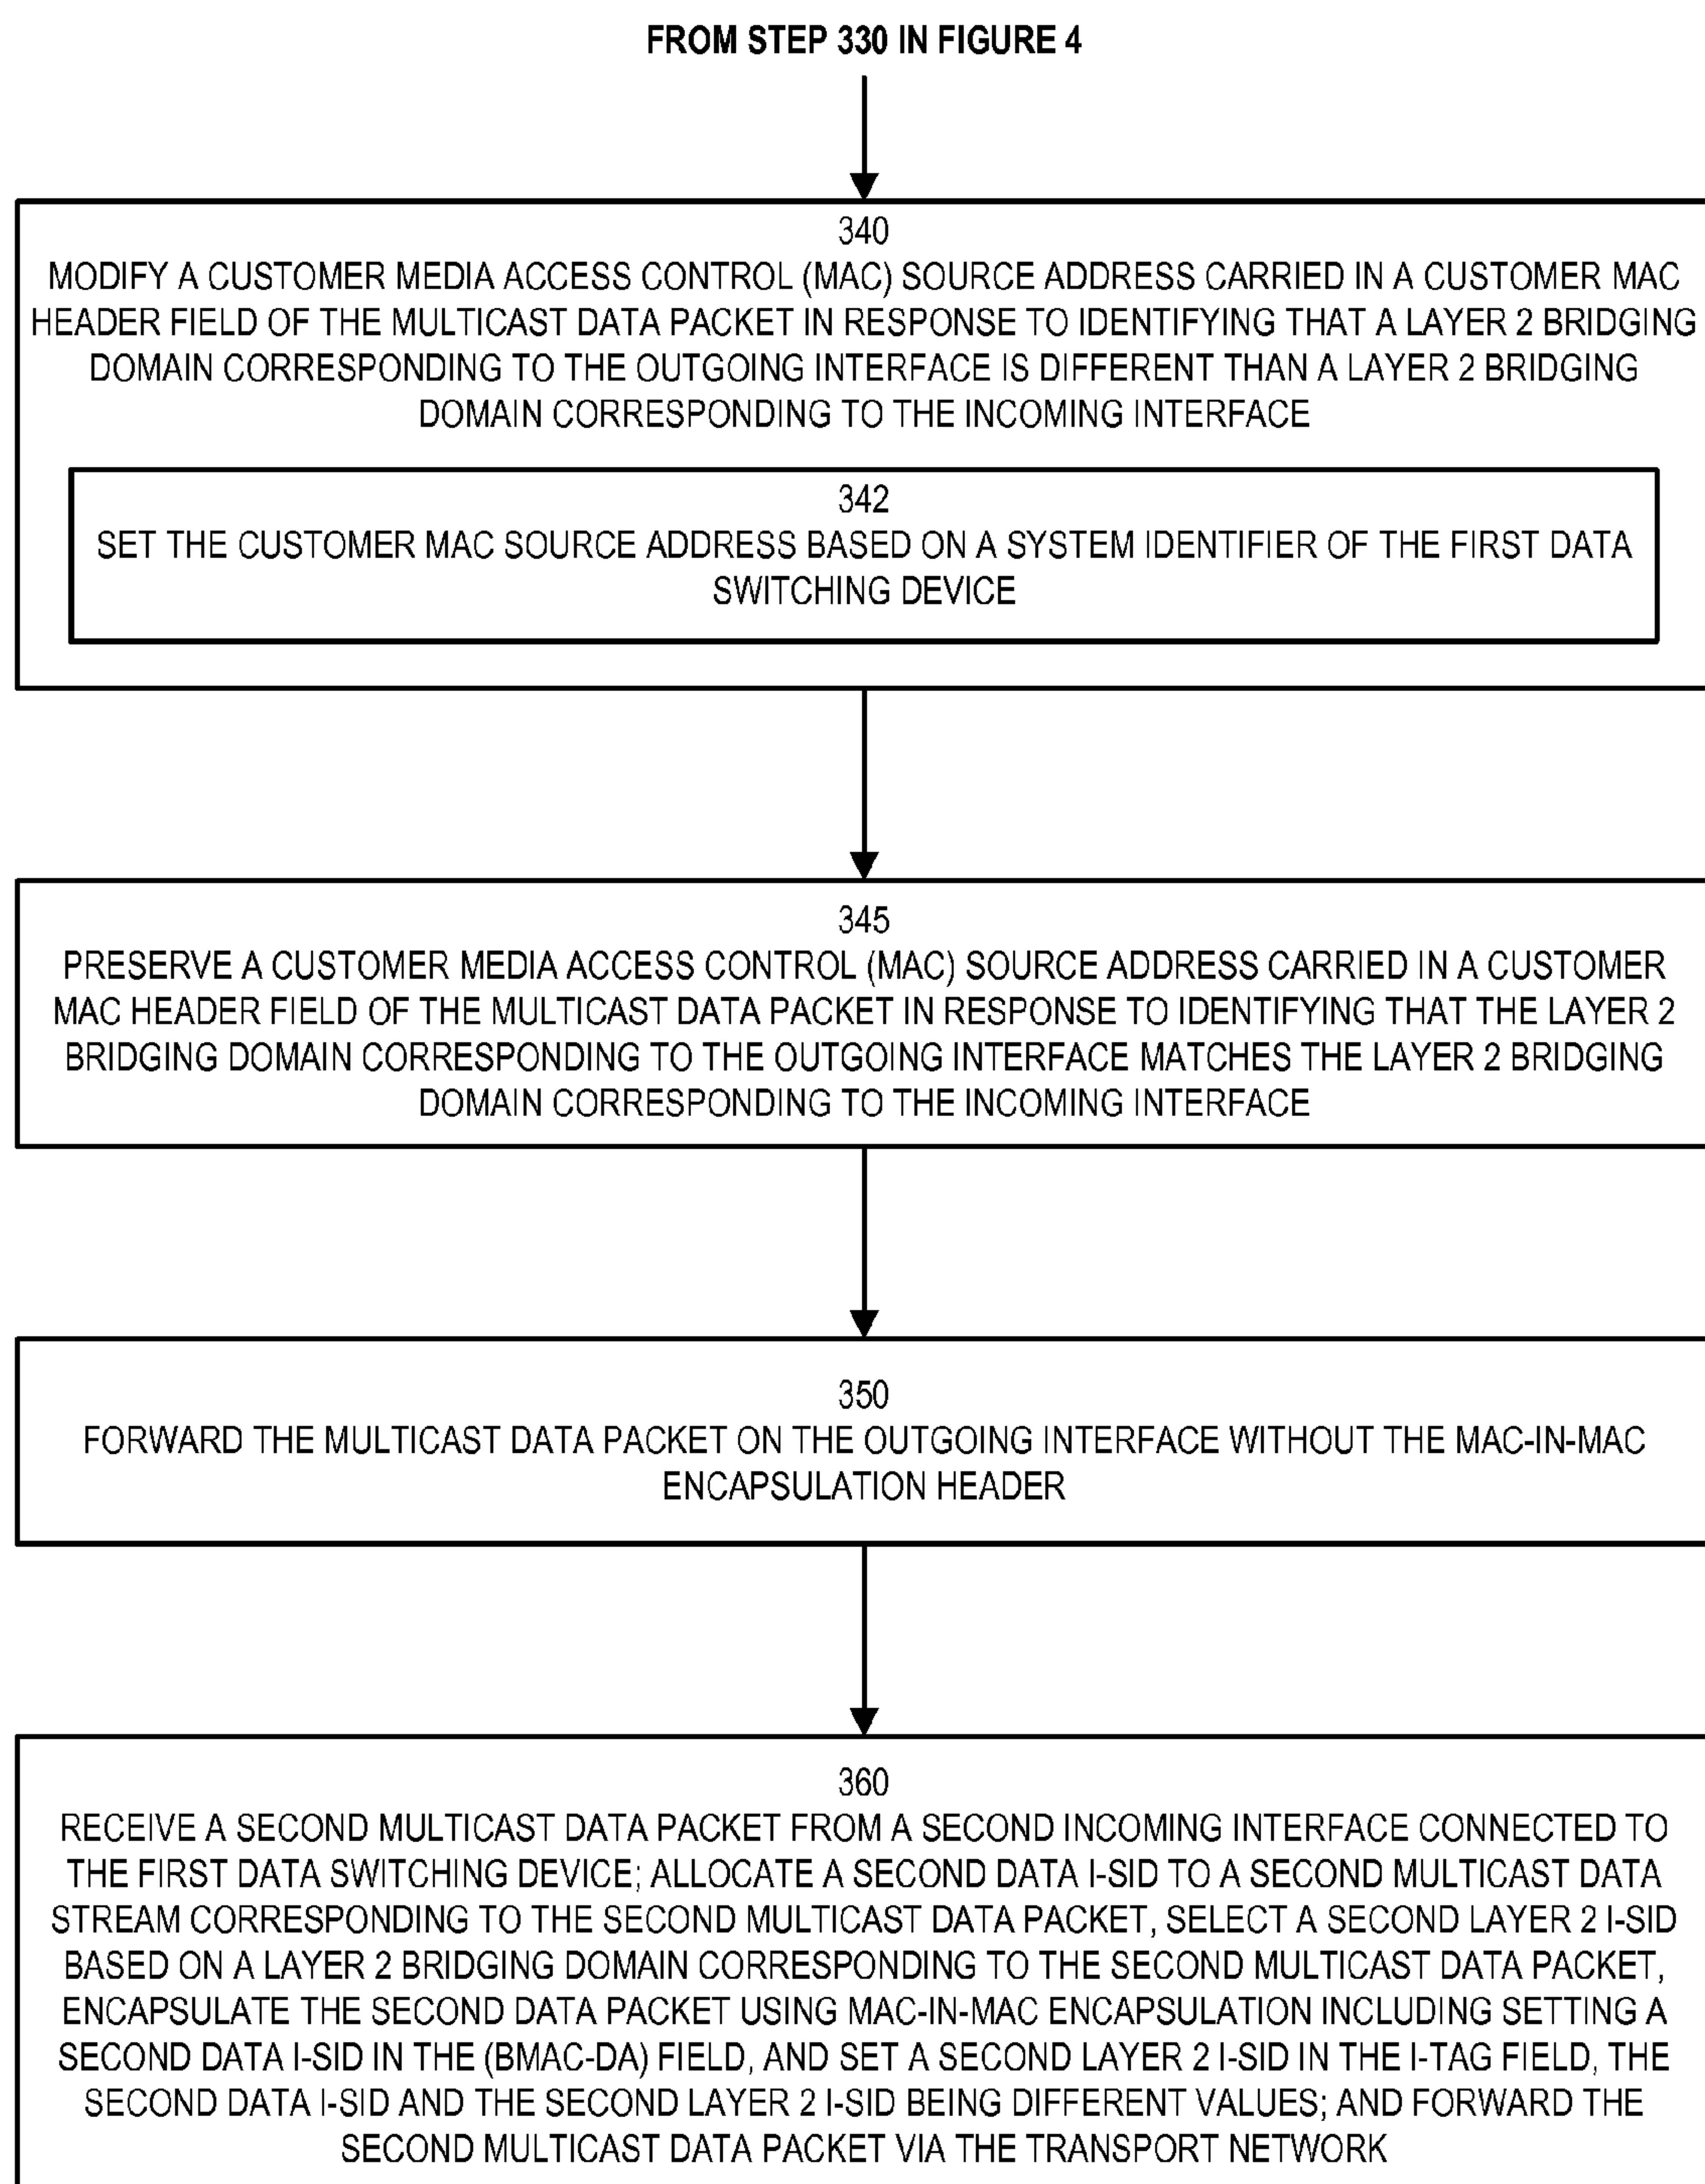 FROM STEP 330 IN FIGURE 4
340
MODIFY A CUSTOMER MEDIA ACCESS CONTROL (MAC) SOURCE ADDRESS CARRIED IN A CUSTOMER MAC
HEADER FIELD OF THE MULTICAST DATA PACKET IN RESPONSE TO IDENTIFYING THAT A LAYER 2 BRIDGING
DOMAIN CORRESPONDING TO THE OUTGOING INTERFACE IS DIFFERENT THAN A LAYER 2 BRIDGING
DOMAIN CORRESPONDING TO THE INCOMING INTERFACE
342
SET THE CUSTOMER MAC SOURCE ADDRESS BASED ON A SYSTEM IDENTIFIER OF THE FIRST DATA
SWITCHING DEVICE
345
PRESERVE A CUSTOMER MEDIA ACCESS CONTROL (MAC) SOURCE ADDRESS CARRIED IN A CUSTOMER
MAC HEADER FIELD OF THE MULTICAST DATA PACKET IN RESPONSE TO IDENTIFYING THAT THE LAYER 2
BRIDGING DOMAIN CORRESPONDING TO THE OUTGOING INTERFACE MATCHES THE LAYER 2 BRIDGING
DOMAIN CORRESPONDING TO THE INCOMING INTERFACE
350
FORWARD THE MULTICAST DATA PACKET ON THE OUTGOING INTERFACE WITHOUT THE MAC-IN-MAC
ENCAPSULATION HEADER
360
RECEIVE A SECOND MULTICAST DATA PACKET FROM A SECOND INCOMING INTERFACE CONNECTED TO
THE FIRST DATA SWITCHING DEVICE; ALLOCATE A SECOND DATA I-SID TO A SECOND MULTICAST DATA
STREAM CORRESPONDING TO THE SECOND MULTICAST DATA PACKET, SELECT A SECOND LAYER 2 I-SID
BASED ON A LAYER 2 BRIDGING DOMAIN CORRESPONDING TO THE SECOND MULTICAST DATA PACKET,
ENCAPSULATE THE SECOND DATA PACKET USING MAC-IN-MAC ENCAPSULATION INCLUDING SETTING A
SECOND DATA I-SID IN THE (BMAC-DA) FIELD, AND SET A SECOND LAYER 2 I-SID IN THE I-TAG FIELD, THE
SECOND DATA I-SID AND THE SECOND LAYER 2 I-SID BEING DIFFERENT VALUES; AND FORWARD THE
SECOND MULTICAST DATA PACKET VIA THE TRANSPORT NETWORK